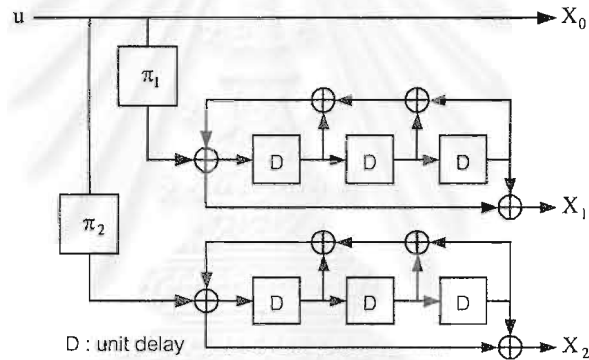 u X₀
π₁
D D D
X₁
π₂
D D D
D : unit delay X₂